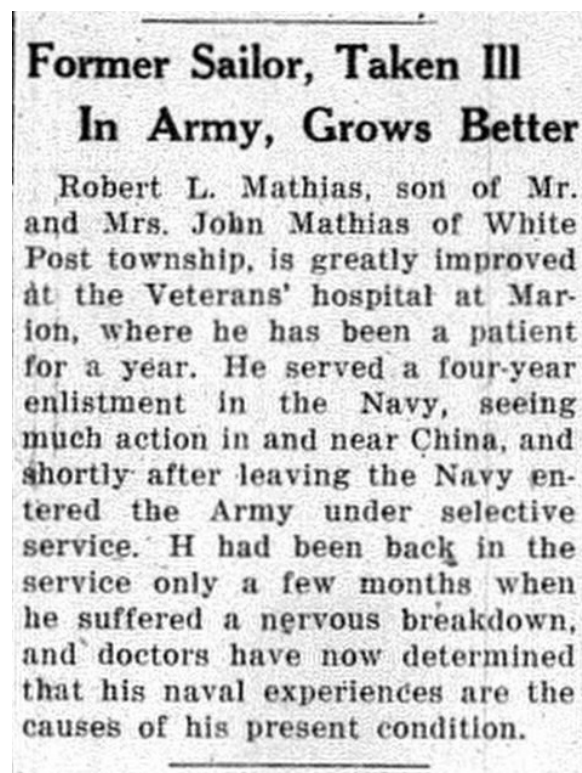 Former Sailor, Taken Ill
In Army, Grows Better
Robert L. Mathias, son of Mr.
and Mrs. John Mathias of White
Post township, is greatly improved
at the Veterans' hospital at Mar-
ion, where he has been a patient
for a year. He served a four-year
enlistment in the Navy, seeing
much action in and near China, and
shortly after leaving the Navy en-
tered the Army under selective
service. H had been back in the
service only a few months when
he suffered a nervous breakdown,
and doctors have now determined
that his naval experiences are the
causes of his present condition.